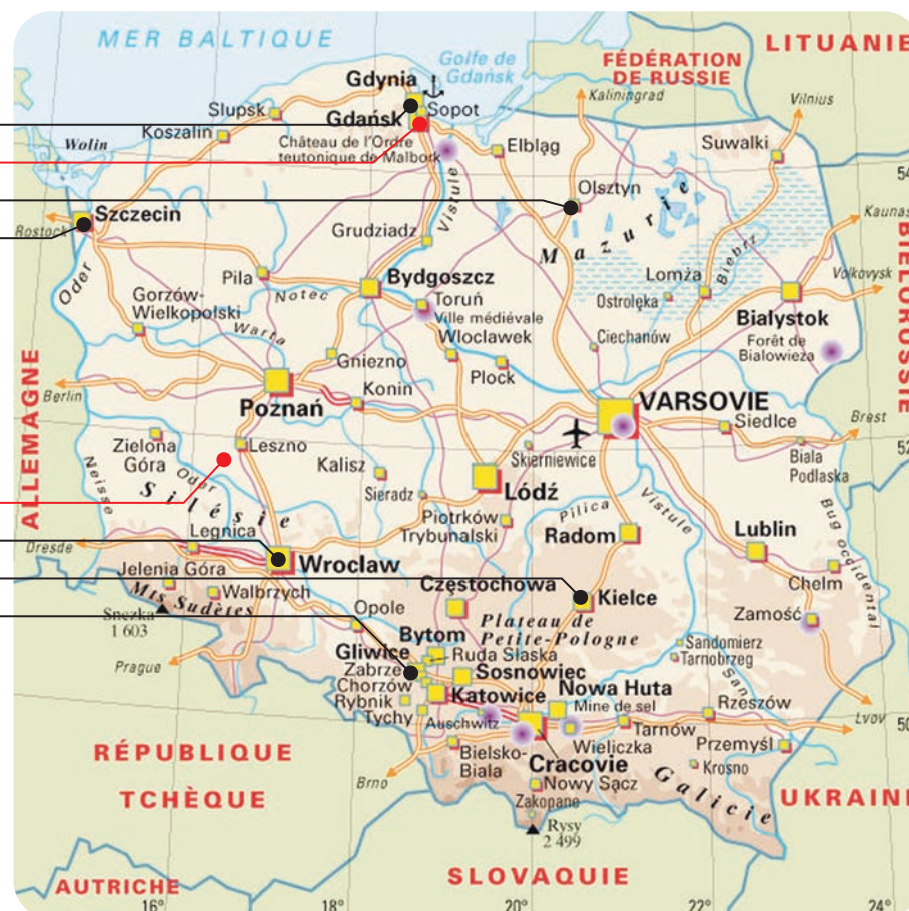 MER BALTIQUE
LITUANIE
Golfe de
Gdańsk
FÉDÉRATION
DE RUSSIE
Gdynia
Kaliningrad
Vilnius
Slupsk
Gdańsk
Sopot
Koszalin
Wolin
Château de l'Ordre
teutonique de Malbork
Elbląg
Suwalki
54
Olsztyn
Szczecin
Rostock
Vistule
Kaunas
Grudziadz
Mazurie
Biebrz
Oder
Pila
Bydgoszcz
Lomża
Volkovysk
Notec
Gorzów-
Wielkopolski
Toruń
Ville médiévale
Ostrolęka
BIELORUSSIE
Bialystok
Warta
Wloclawek
Ciechanów
Forêt de
Bialowieża
Gniezno
Plock
ALLEMAGNE
Berlin
Konin
Poznań
VARSOVIE
Siedlce
Brest
Zielona
Góra
Leszno
Skierniewice
Biala
Podlaska
52
Kalisz
Neisse
Oder
Silésie
Sieradz
Lódź
Pilica
Vistule
Bug occidental
Piotrków
Trybunalski
Radom
Lublin
Legnica
Dresde
Wroclaw
Jelenia Góra
Chelm
Walbrzych
Częstochowa
Kielce
Mts Sudètes
Snezka
1 603
Opole
Zamość
Plateau de
Petite-Pologne
Bytom
Sandomierz
Tarnobrzeg
Prague
Gliwice
Ruda Slaska
Zabrze
Sosnowiec
San
Chorzów
Katowice
Nowa Huta
Rybnik
Mine de sel
Rzeszów
Tychy
Auschwitz
Lvov
50
Tarnów
Wieliczka
Przemyśl
RÉPUBLIQUE
TCHÈQUE
Bielsko-
Biala
Cracovie
Krosno
Brno
Nowy Sącz
Galicie
Zakopane
UKRAINE
Rysy
2 499
SLOVAQUIE
AUTRICHE
16°
18°
20°
22°
24°